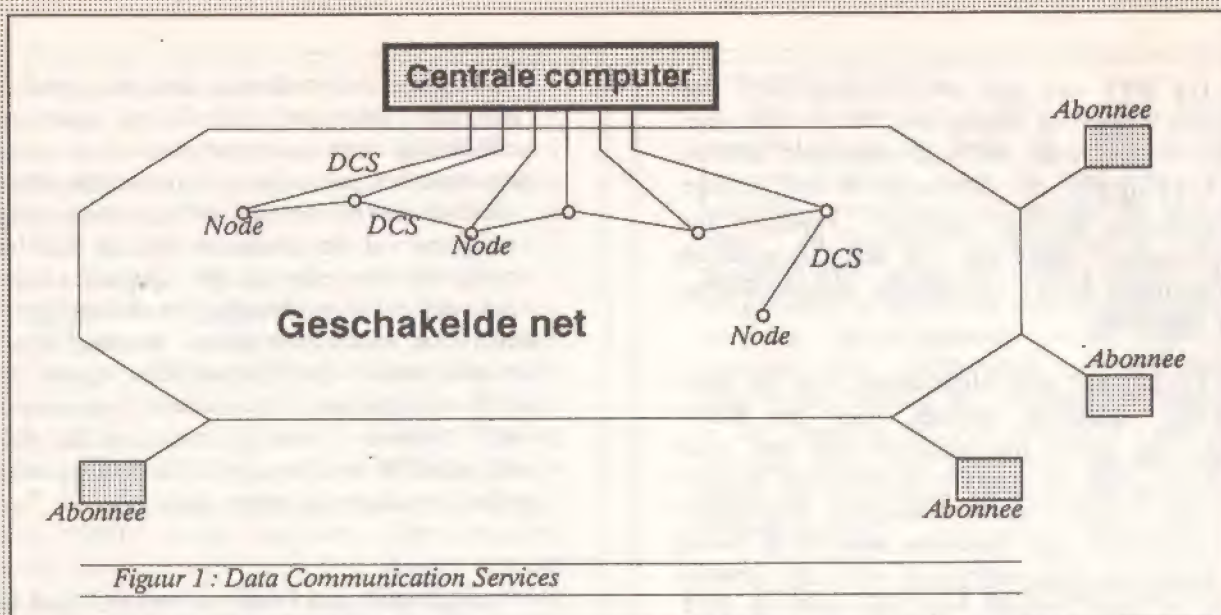 Centrale computer
Abonnee
DCS
Node
DCS
Node
DCS
Geschakelde net
Node
Abonnee
Abonnee
Abonnee
Figuur 1 : Data Communication Services